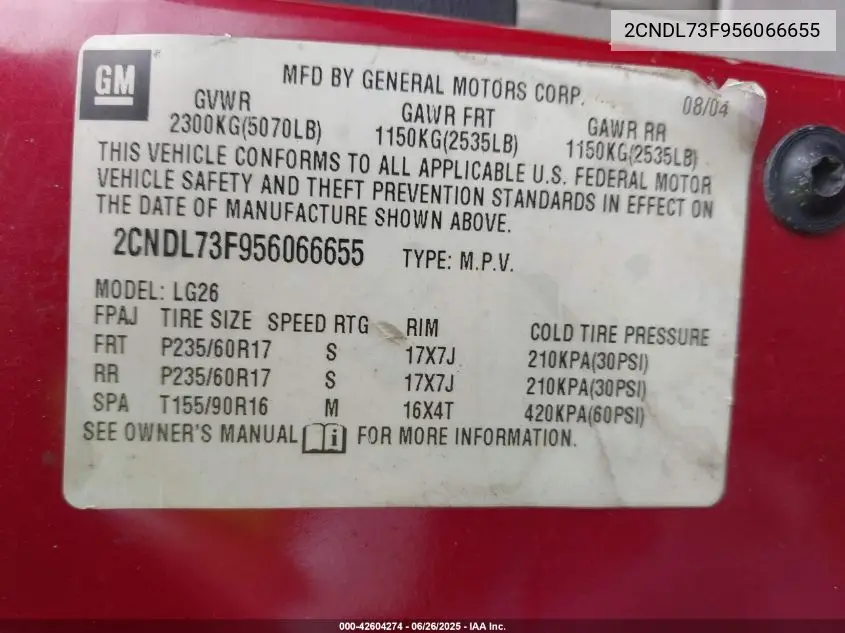 2CNDL73F956066655
GM
MFD BY GENERAL MOTORS CORP. 08/04
GVWR GAWR FRT GAWR RR
2300KG(5070LB) 1150KG(2535LB) 1150KG(2535LB)
THIS VEHICLE CONFORMS TO ALL APPLICABLE U.S. FEDERAL MOTOR
VEHICLE SAFETY AND THEFT PREVENTION STANDARDS IN EFFECT ON
THE DATE OF MANUFACTURE SHOWN ABOVE.
2CNDL73F956066655 TYPE: M.P.V.
MODEL: LG26
FPAJ TIRE SIZE SPEED RTG RIM COLD TIRE PRESSURE
FRT P235/60R17 S 17X7J 210KPA(30PSI)
RR P235/60R17 S 17X7J 210KPA(30PSI)
SPA T155/90R16 M 16X4T 420KPA(60PSI)
SEE OWNER'S MANUAL i FOR MORE INFORMATION.
000-42604274 - 06/26/2025 - IAA Inc.